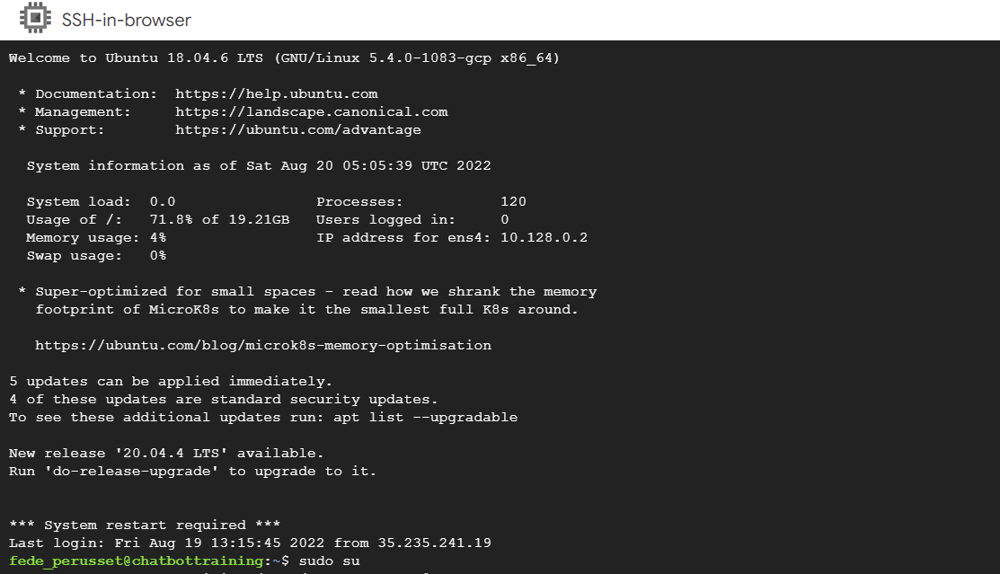 SSH-in-browser
Welcome to Ubuntu 18.04.6 LTS (GNU/Linux 5.4.0-1083-gcp x86_64)
* Documentation: https://help.ubuntu.com
* Management: https://landscape.canonical.com
* Support: https://ubuntu.com/advantage
System information as of Sat Aug 20 05:05:39 UTC 2022
System load: 0.0 Processes: 120
Usage of /: 71.8% of 19.21GB Users logged in: 0
Memory usage: 4% IP address for ens4: 10.128.0.2
Swap usage: 0%
* Super-optimized for small spaces - read how we shrank the memory
footprint of MicroK8s to make it the smallest full K8s around.
https://ubuntu.com/blog/microk8s-memory-optimisation
5 updates can be applied immediately.
4 of these updates are standard security updates.
To see these additional updates run: apt list --upgradable
New release '20.04.4 LTS' available.
Run 'do-release-upgrade' to upgrade to it.
*** System restart required ***
Last login: Fri Aug 19 13:15:45 2022 from 35.235.241.19
fede_perusset@chatbottraining:~$ sudo su